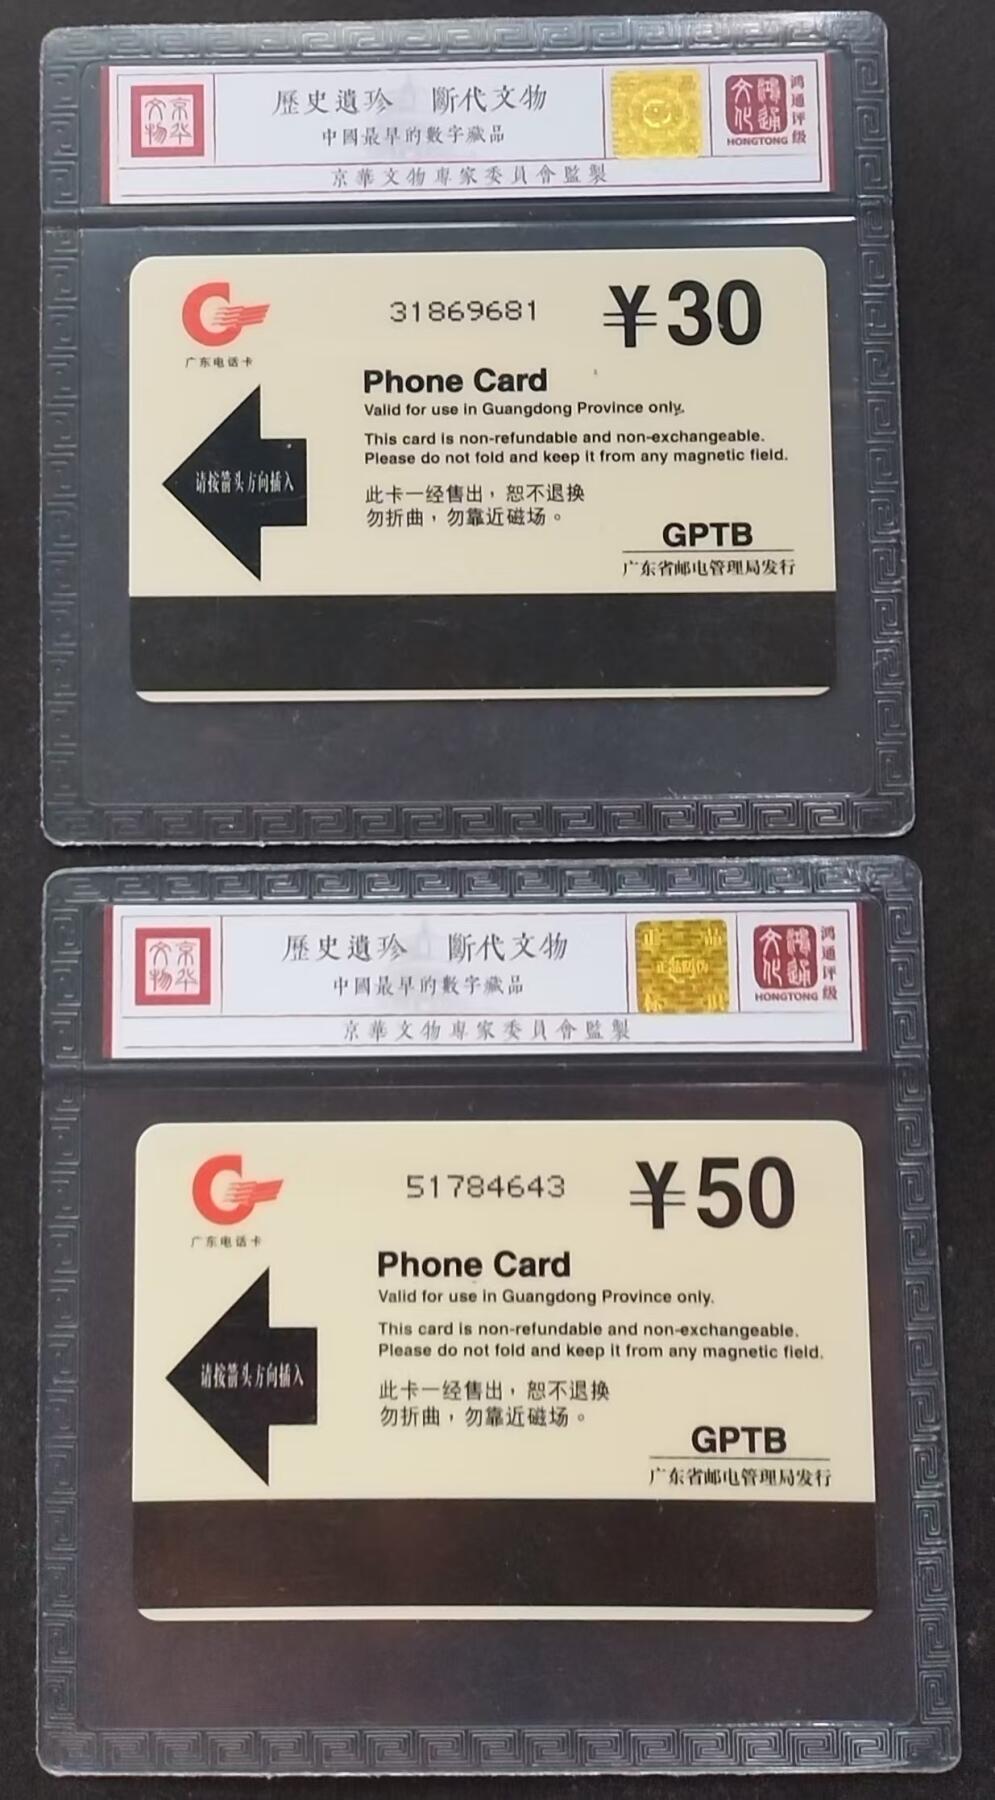 京华文物
歷史遺珍 斷代文物
中國最早的數字藏品
京華文物專家委員會監製
鸿通文化
HONGTONG
鸿通评级
31869681
¥30
广东电话卡
Phone Card
Valid for use in Guangdong Province only.
This card is non-refundable and non-exchangeable.
Please do not fold and keep it from any magnetic field.
请按箭头方向插入
此卡一经售出，恕不退换
勿折曲，勿靠近磁场。
GPTB
广东省邮电管理局发行
京华文物
歷史遺珍 斷代文物
中國最早的數字藏品
京華文物專家委員會監製
正品
鸿通文化
HONGTONG
鸿通评级
51784643
¥50
广东电话卡
Phone Card
Valid for use in Guangdong Province only.
This card is non-refundable and non-exchangeable.
Please do not fold and keep it from any magnetic field.
请按箭头方向插入
此卡一经售出，恕不退换
勿折曲，勿靠近磁场。
GPTB
广东省邮电管理局发行